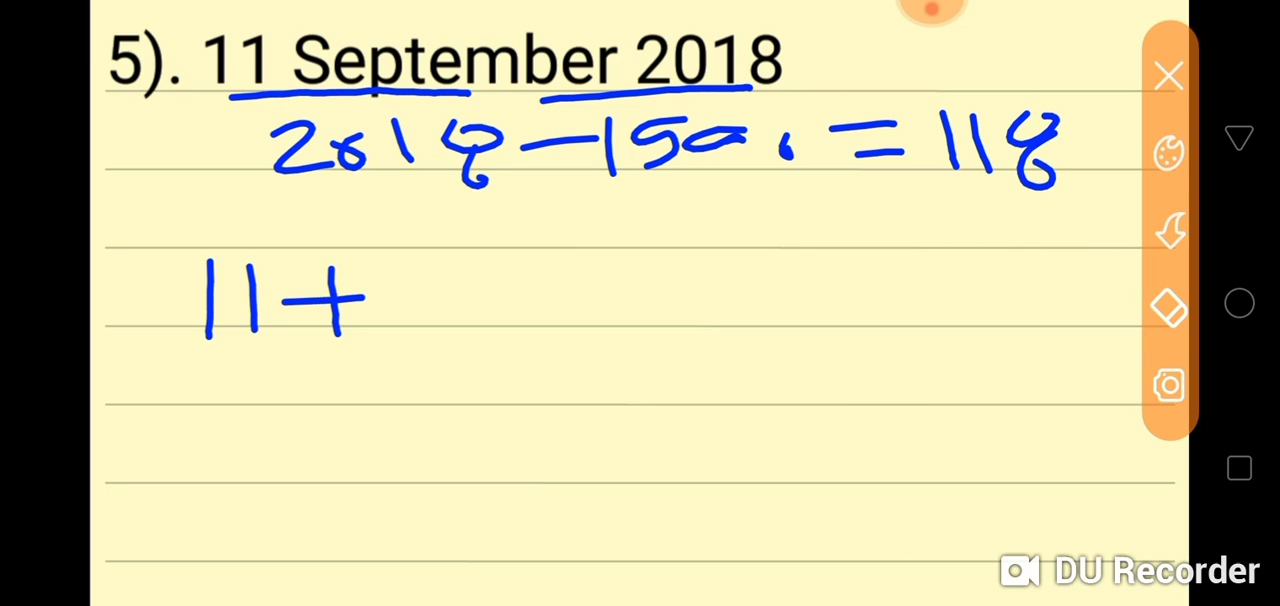 5). 11 September 2018
2018 - 1900 = 118
11 +
DU Recorder